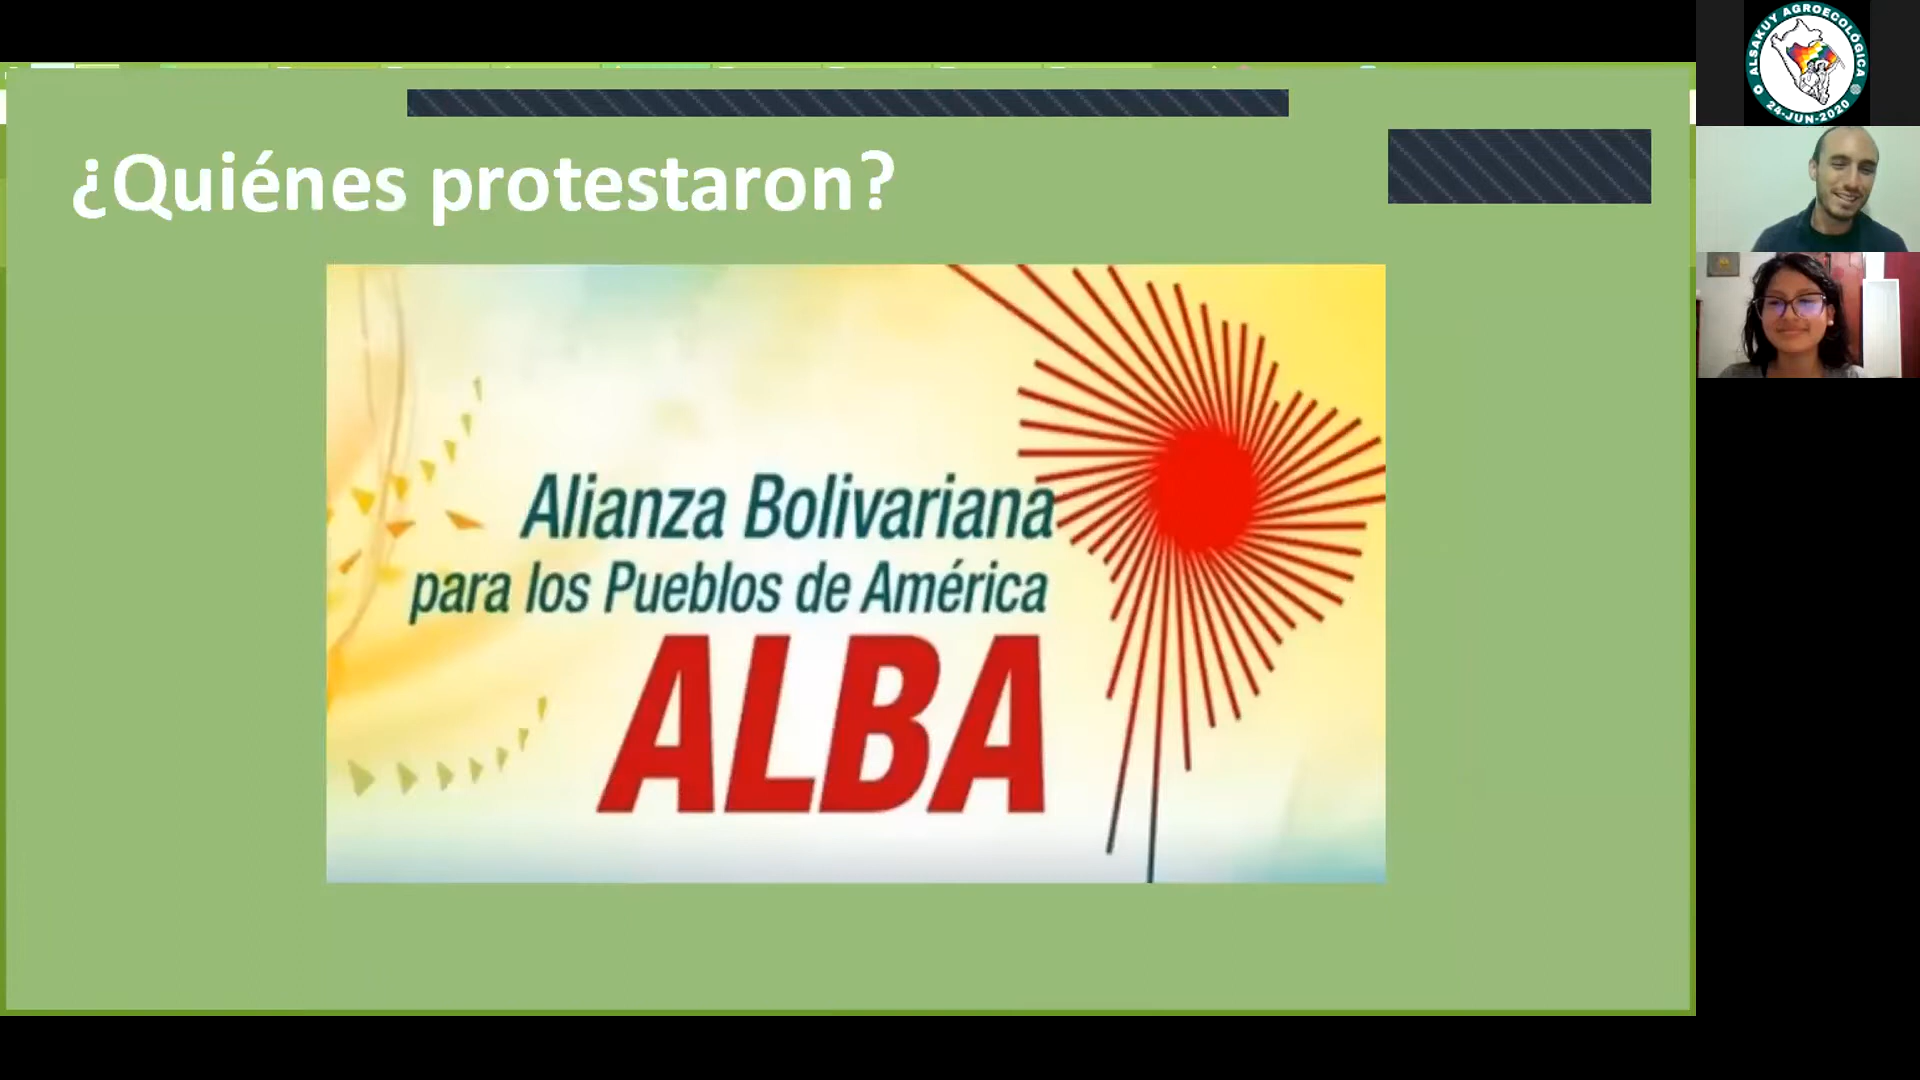 ¿Quiénes protestaron?
Alianza Bolivariana
para los Pueblos de América
ALBA
ALSAKUY AGROECOLÓGICA
24-JUN-2020